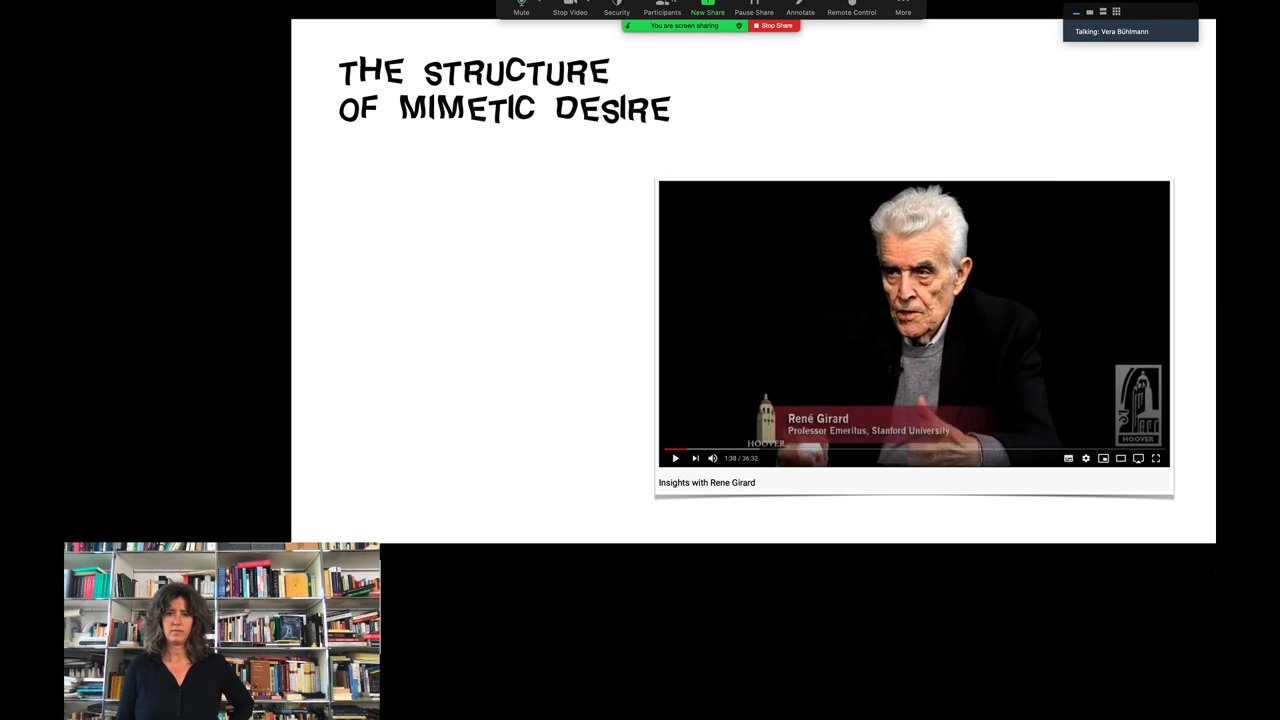 Mute
Stop Video
Security
Participants
New Share
Pause Share
Annotate
Remote Control
More
You are screen sharing
Stop Share
Talking: Vera Bühlmann
THE STRUCTURE
OF MIMETIC DESIRE
René Girard
Professor Emeritus, Stanford University
HOOVER
HOOVER
1:38 / 36:32
Insights with Rene Girard